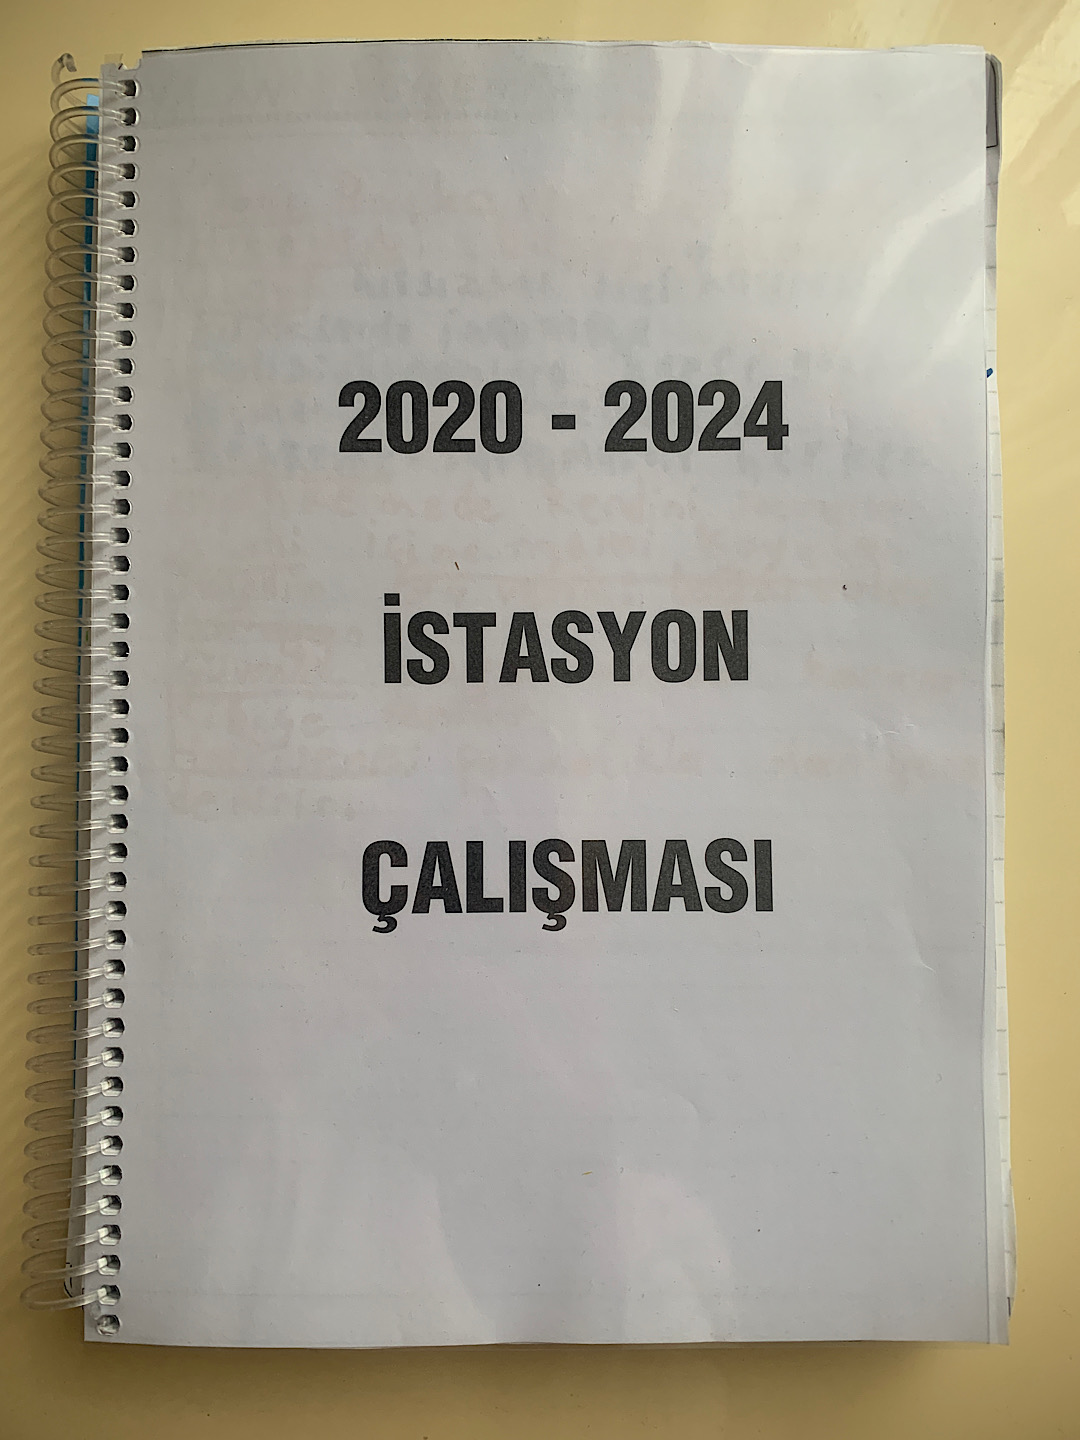 2020 - 2024
İSTASYON
ÇALIŞMASI